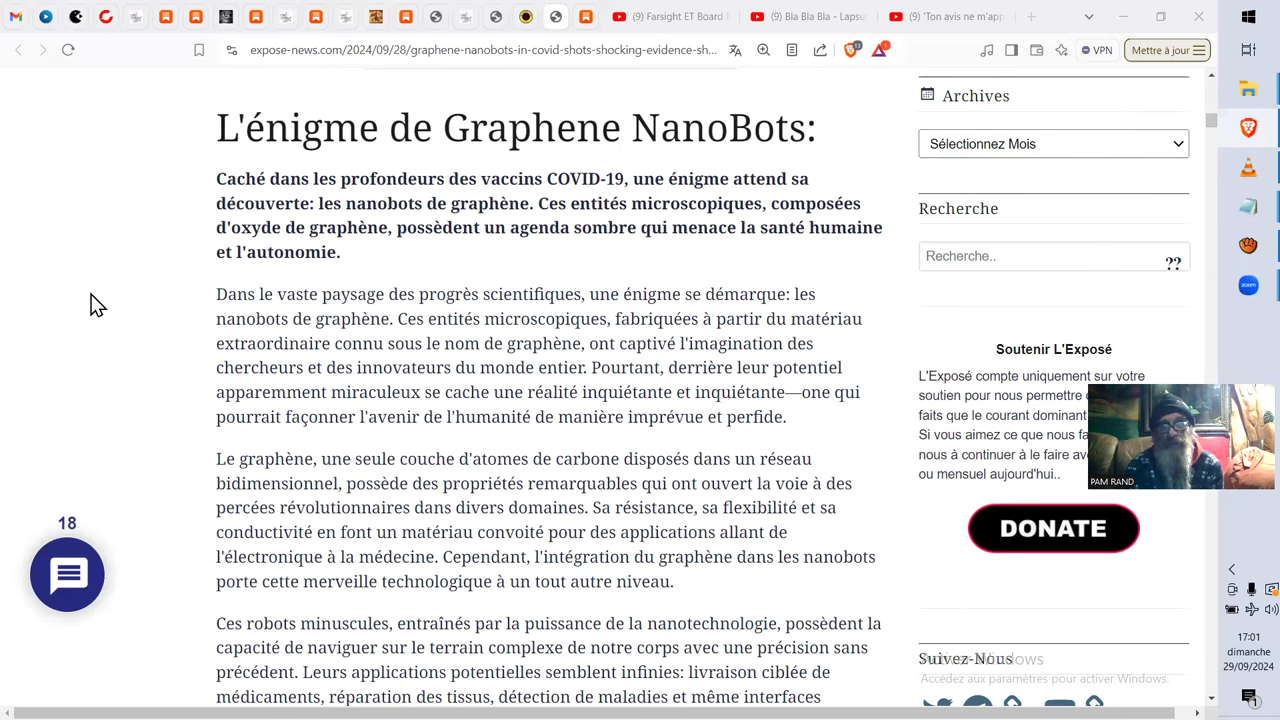 (9) Farsight ET Board
(9) Bla Bla Bla - Lapsu
(9) 'Ton avis ne m'app
expose-news.com/2024/09/28/graphene-nanobots-in-covid-shots-shocking-evidence-sh...
13
1
VPN
Mettre à jour
L'énigme de Graphene NanoBots:
Caché dans les profondeurs des vaccins COVID-19, une énigme attend sa
découverte: les nanobots de graphène. Ces entités microscopiques, composées
d'oxyde de graphène, possèdent un agenda sombre qui menace la santé humaine
et l'autonomie.
Dans le vaste paysage des progrès scientifiques, une énigme se démarque: les
nanobots de graphène. Ces entités microscopiques, fabriquées à partir du matériau
extraordinaire connu sous le nom de graphène, ont captivé l'imagination des
chercheurs et des innovateurs du monde entier. Pourtant, derrière leur potentiel
apparemment miraculeux se cache une réalité inquiétante et inquiétante—one qui
pourrait façonner l'avenir de l'humanité de manière imprévue et perfide.
Le graphène, une seule couche d'atomes de carbone disposés dans un réseau
bidimensionnel, possède des propriétés remarquables qui ont ouvert la voie à des
percées révolutionnaires dans divers domaines. Sa résistance, sa flexibilité et sa
conductivité en font un matériau convoité pour des applications allant de
l'électronique à la médecine. Cependant, l'intégration du graphène dans les nanobots
porte cette merveille technologique à un tout autre niveau.
Ces robots minuscules, entraînés par la puissance de la nanotechnologie, possèdent la
capacité de naviguer sur le terrain complexe de notre corps avec une précision sans
précédent. Leurs applications potentielles semblent infinies: livraison ciblée de
médicaments, réparation des tissus, détection de maladies et même interfaces
18
Archives
Sélectionnez Mois
Recherche
Recherche..
??
Soutenir L'Exposé
L'Exposé compte uniquement sur votre
soutien pour nous permettre
faits que le courant dominant
Si vous aimez ce que nous fa
nous à continuer à le faire av
ou mensuel aujourd'hui..
PAM RAND
DONATE
Suivez-Nous
Activer Windows
Accédez aux paramètres pour activer Windows.
zoom
17:01
dimanche
29/09/2024
1